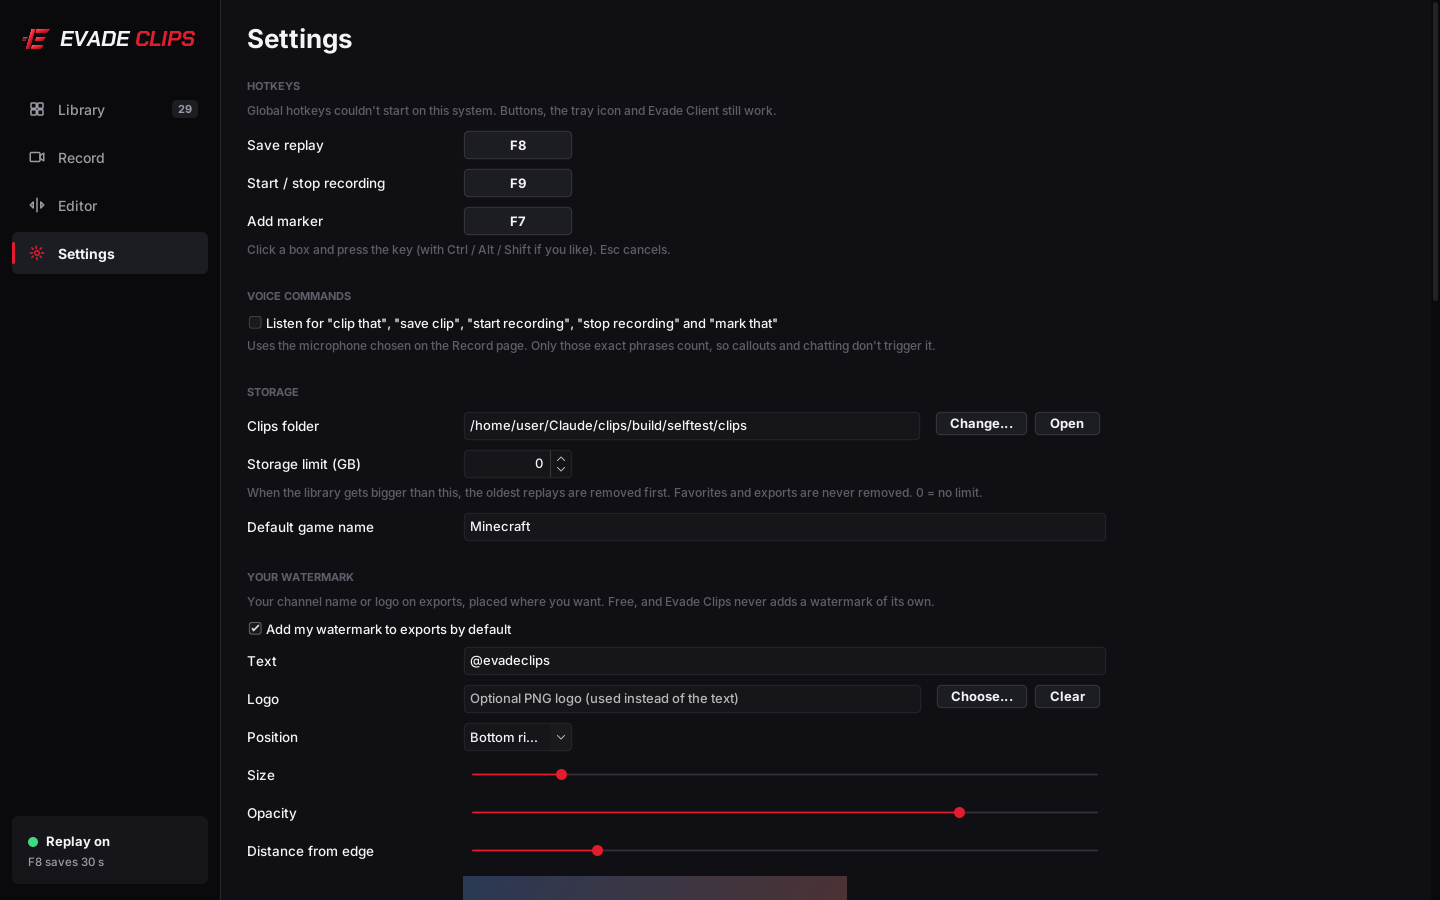 EVADE CLIPS
Library
29
Record
Editor
Settings
Replay on
F8 saves 30 s
Settings
HOTKEYS
Global hotkeys couldn't start on this system. Buttons, the tray icon and Evade Client still work.
Save replay
F8
Start / stop recording
F9
Add marker
F7
Click a box and press the key (with Ctrl / Alt / Shift if you like). Esc cancels.
VOICE COMMANDS
Listen for "clip that", "save clip", "start recording", "stop recording" and "mark that"
Uses the microphone chosen on the Record page. Only those exact phrases count, so callouts and chatting don't trigger it.
STORAGE
Clips folder
/home/user/Claude/clips/build/selftest/clips
Change...
Open
Storage limit (GB)
0
When the library gets bigger than this, the oldest replays are removed first. Favorites and exports are never removed. 0 = no limit.
Default game name
Minecraft
YOUR WATERMARK
Your channel name or logo on exports, placed where you want. Free, and Evade Clips never adds a watermark of its own.
Add my watermark to exports by default
Text
@evadeclips
Logo
Optional PNG logo (used instead of the text)
Choose...
Clear
Position
Bottom ri...
Size
Opacity
Distance from edge